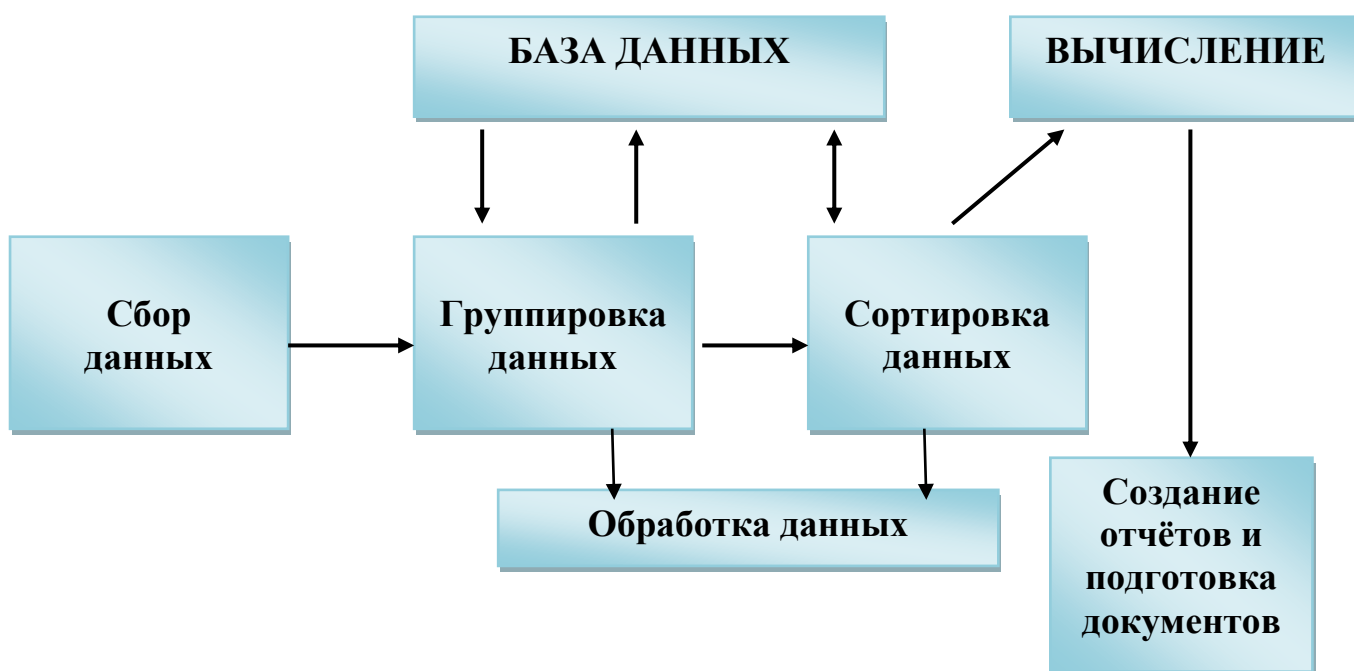 БАЗА ДАННЫХ
ВЫЧИСЛЕНИЕ
Сбор
данных
Группировка
данных
Сортировка
данных
Обработка данных
Создание
отчётов и
подготовка
документов